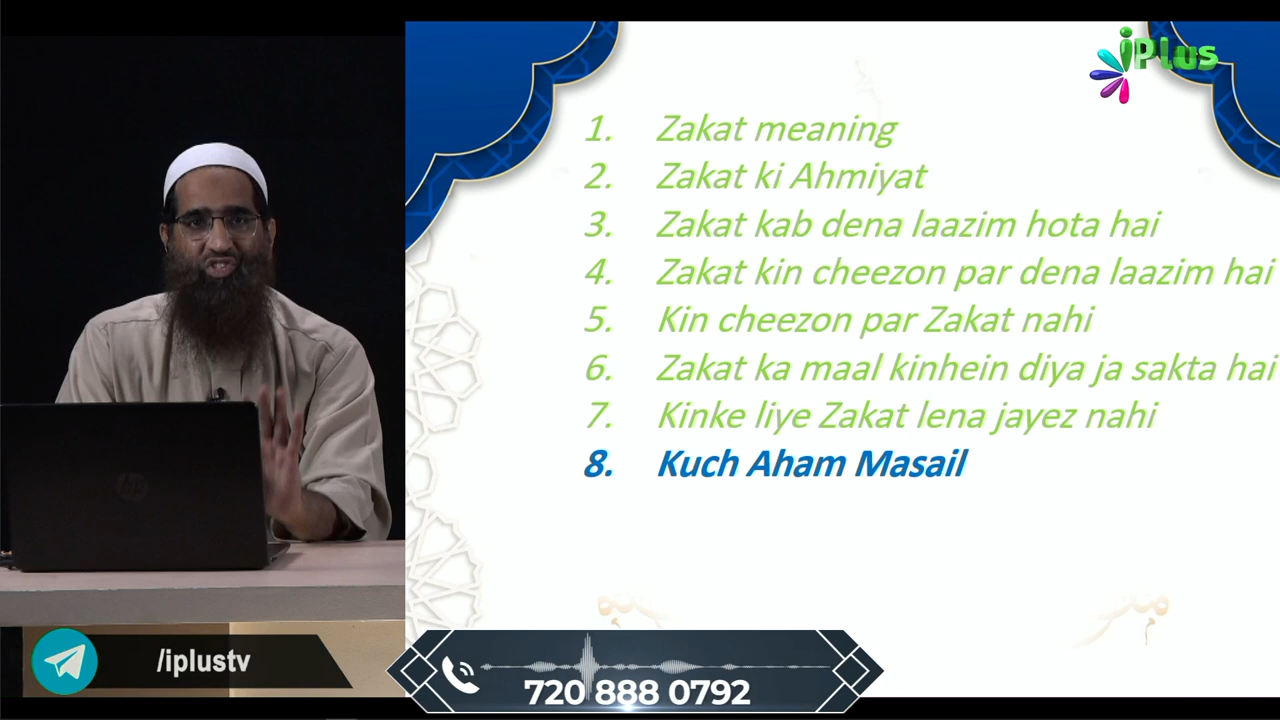 iPlus
1. Zakat meaning
2. Zakat ki Ahmiyat
3. Zakat kab dena laazim hota hai
4. Zakat kin cheezon par dena laazim hai
5. Kin cheezon par Zakat nahi
6. Zakat ka maal kinhein diya ja sakta hai
7. Kinke liye Zakat lena jayez nahi
8. Kuch Aham Masail
/iplustv
720 888 0792